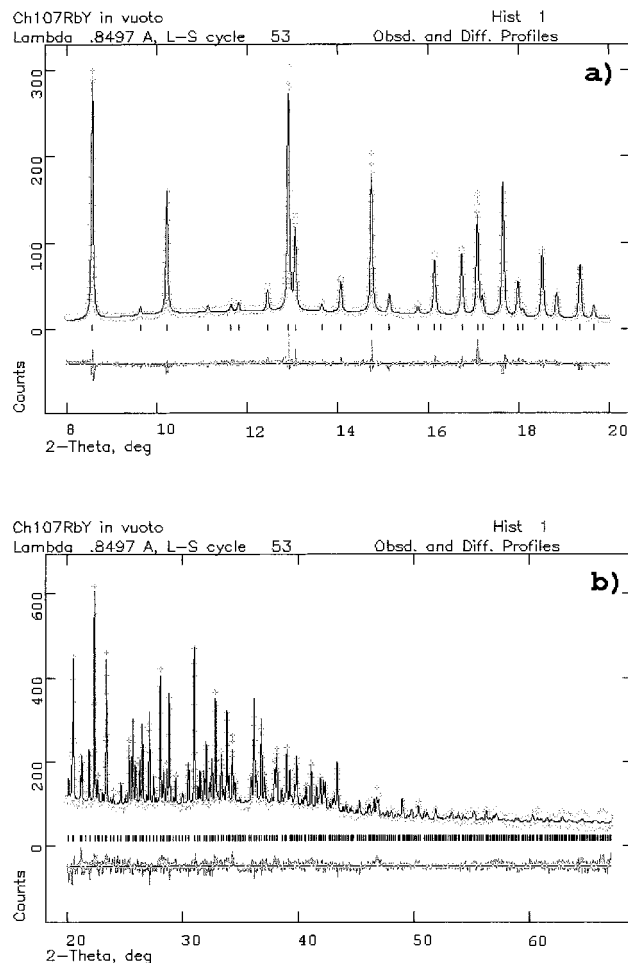 Ch107RbY in vuoto Hist 1
Lambda .8497 A, L-S cycle 53 Obsd. and Diff. Profiles
a)
300
200
100
0
Counts
8 10 12 14 16 18 20
2-Theta, deg
Ch107RbY in vuoto Hist 1
Lambda .8497 A, L-S cycle 53 Obsd. and Diff. Profiles
b)
600
400
200
0
Counts
20 30 40 50 60
2-Theta, deg